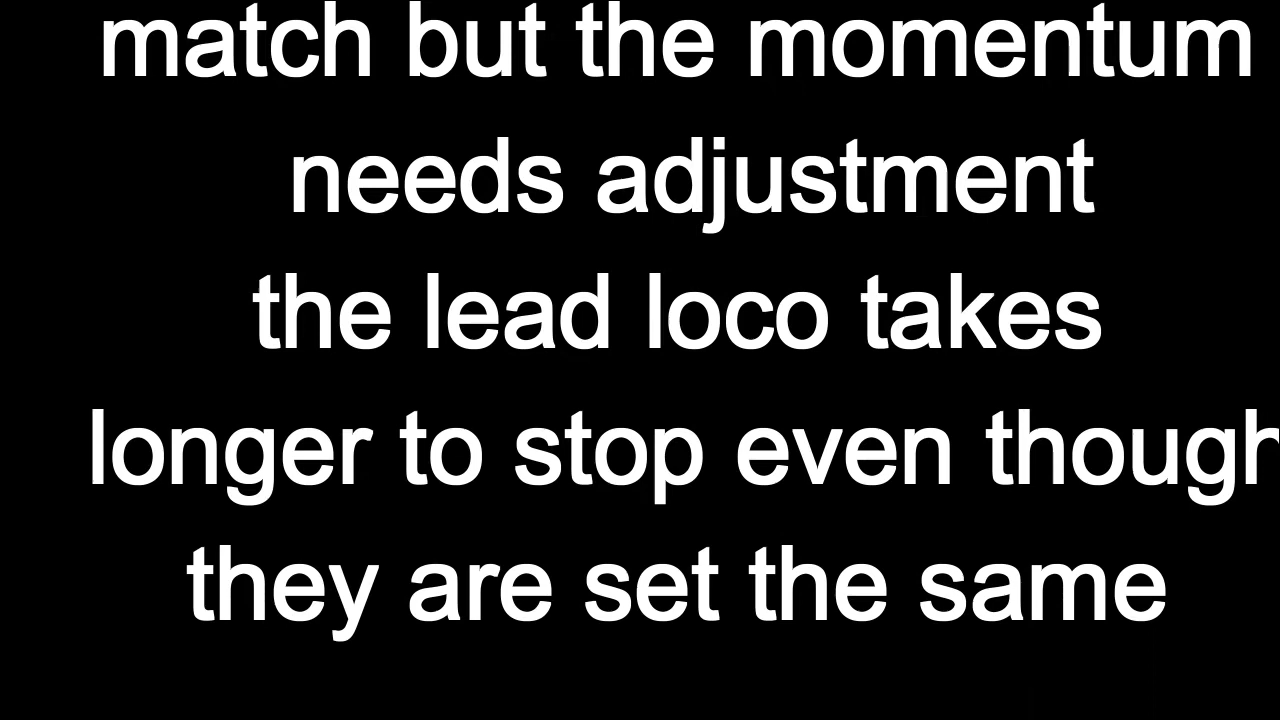 match but the momentum
needs adjustment
the lead loco takes
longer to stop even though
they are set the same